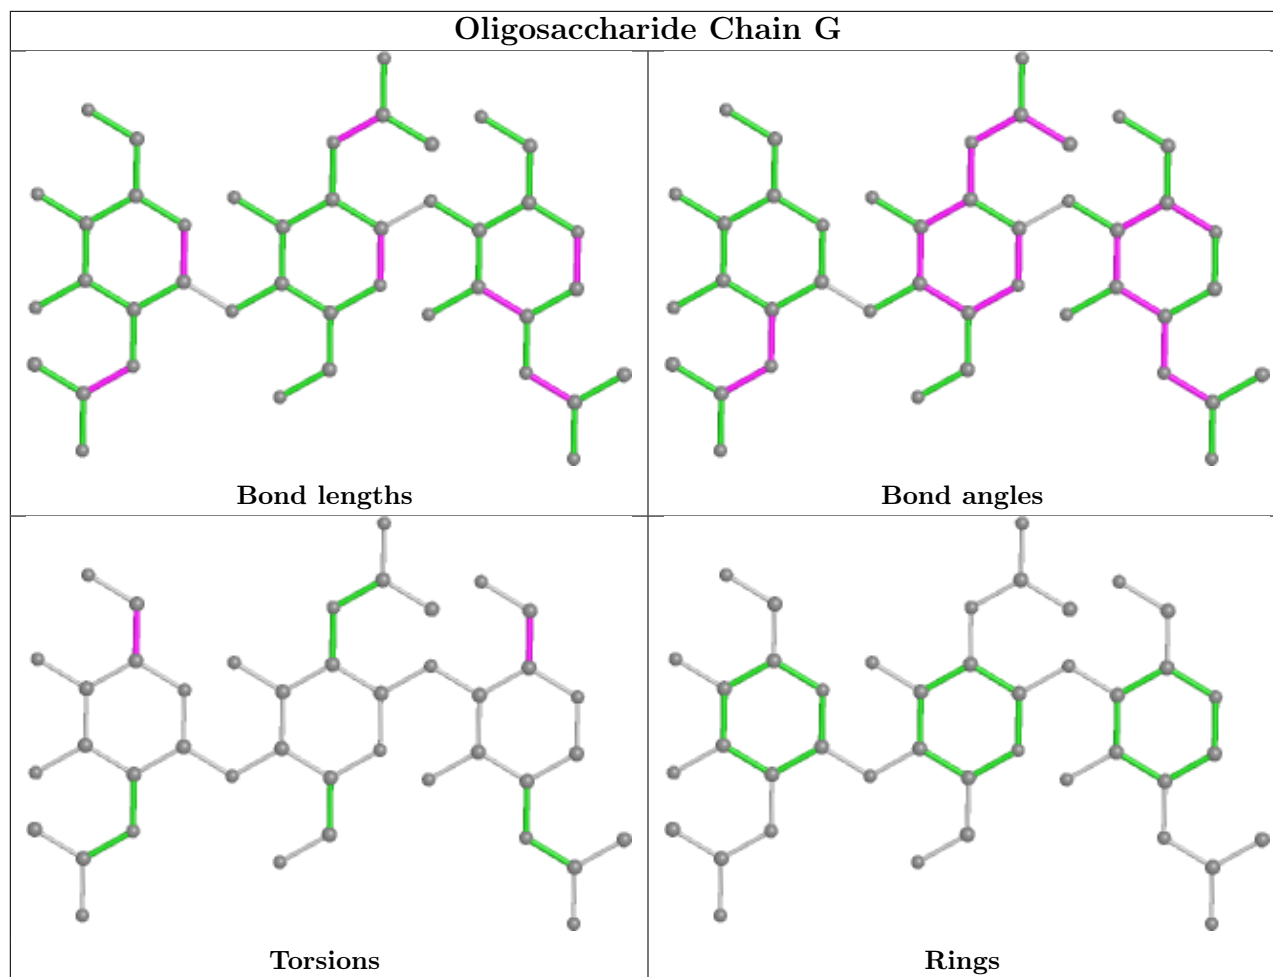 Oligosaccharide Chain G
Bond lengths
Bond angles
Torsions
Rings